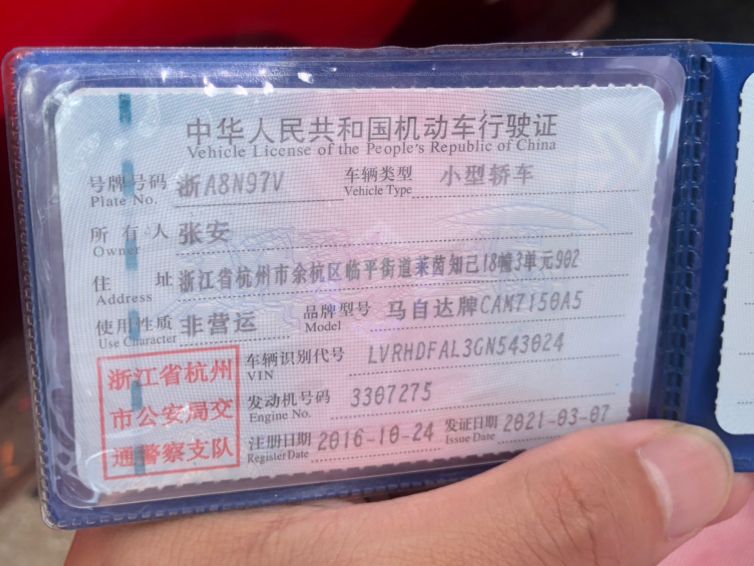 中华人民共和国机动车行驶证
Vehicle License of the People's Republic of China
号牌号码 浙A8N97V 车辆类型 小型轿车
Plate No. Vehicle Type
所有人 张安
Owner
住址 浙江省杭州市余杭区临平街道莱茵知己18幢3单元902
Address
使用性质 非营运 品牌型号 马自达牌CAM7150A5
Use Character Model
浙江省杭州
市公安局交
通警察支队
车辆识别代号 LVRHDFAL3GN543024
VIN
发动机号码 3307275
Engine No.
注册日期 2016-10-24 发证日期 2021-03-07
Register Date Issue Date